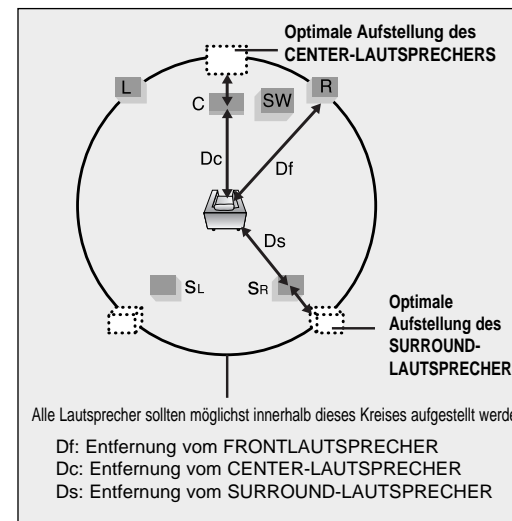 Optimale Aufstellung des
CENTER-LAUTSPRECHERS
L
R
C
SW
Dc
Df
Ds
SL
SR
Optimale
Aufstellung des
SURROUND-
LAUTSPRECHER
Alle Lautsprecher sollten möglichst innerhalb dieses Kreises aufgestellt werde
Df: Entfernung vom FRONTLAUTSPRECHER
Dc: Entfernung vom CENTER-LAUTSPRECHER
Ds: Entfernung vom SURROUND-LAUTSPRECHER